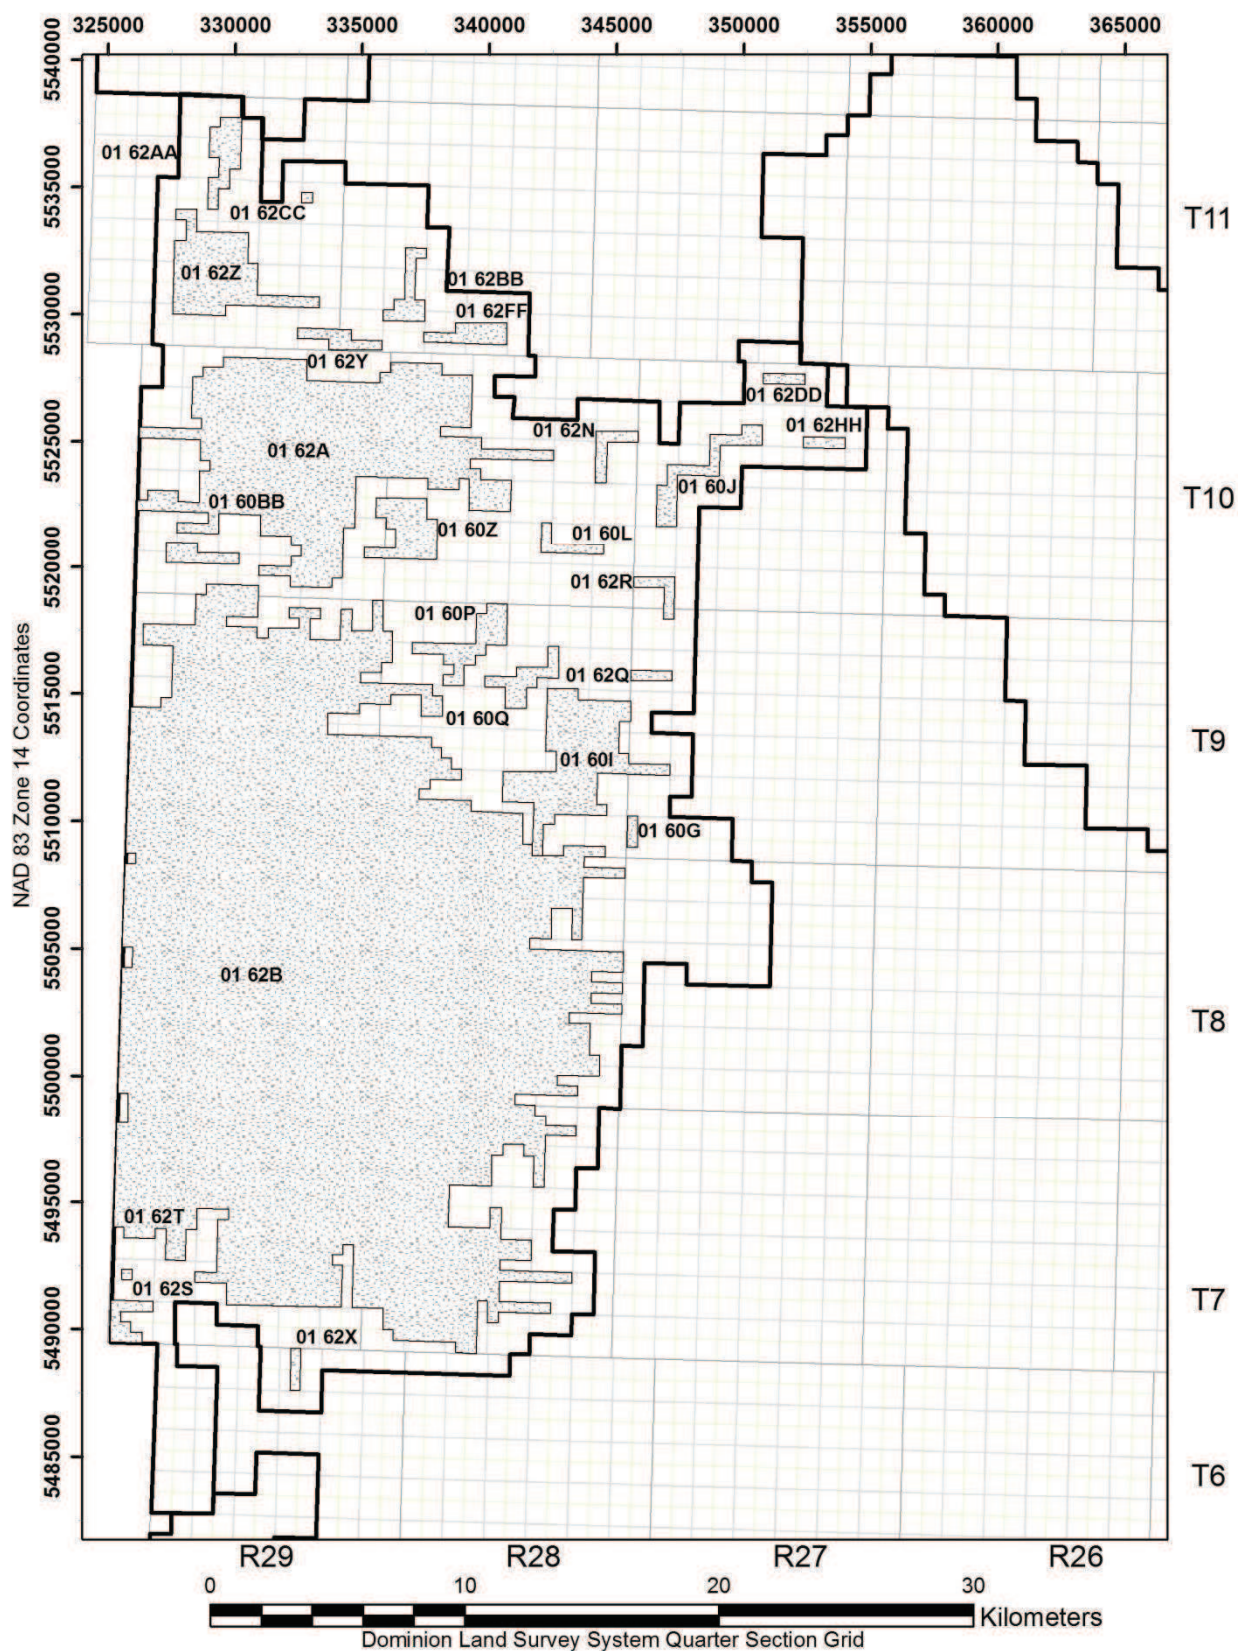 325000 330000 335000 340000 345000 350000 355000 360000 365000
5540000
5535000
5530000
5525000
5520000
5515000
5510000
5505000
5500000
5495000
5490000
5485000
NAD 83 Zone 14 Coordinates
01 62AA
01 62CC
01 62Z
01 62BB
01 62FF
01 62Y
01 62DD
01 62HH
01 62N
01 62A
01 60J
01 60BB
01 60Z
01 60L
01 62R
01 60P
01 62Q
01 60Q
01 60I
01 60G
01 62B
01 62T
01 62S
01 62X
T11
T10
T9
T8
T7
T6
R29 R28 R27 R26
0 10 20 30
Kilometers
Dominion Land Survey System Quarter Section Grid